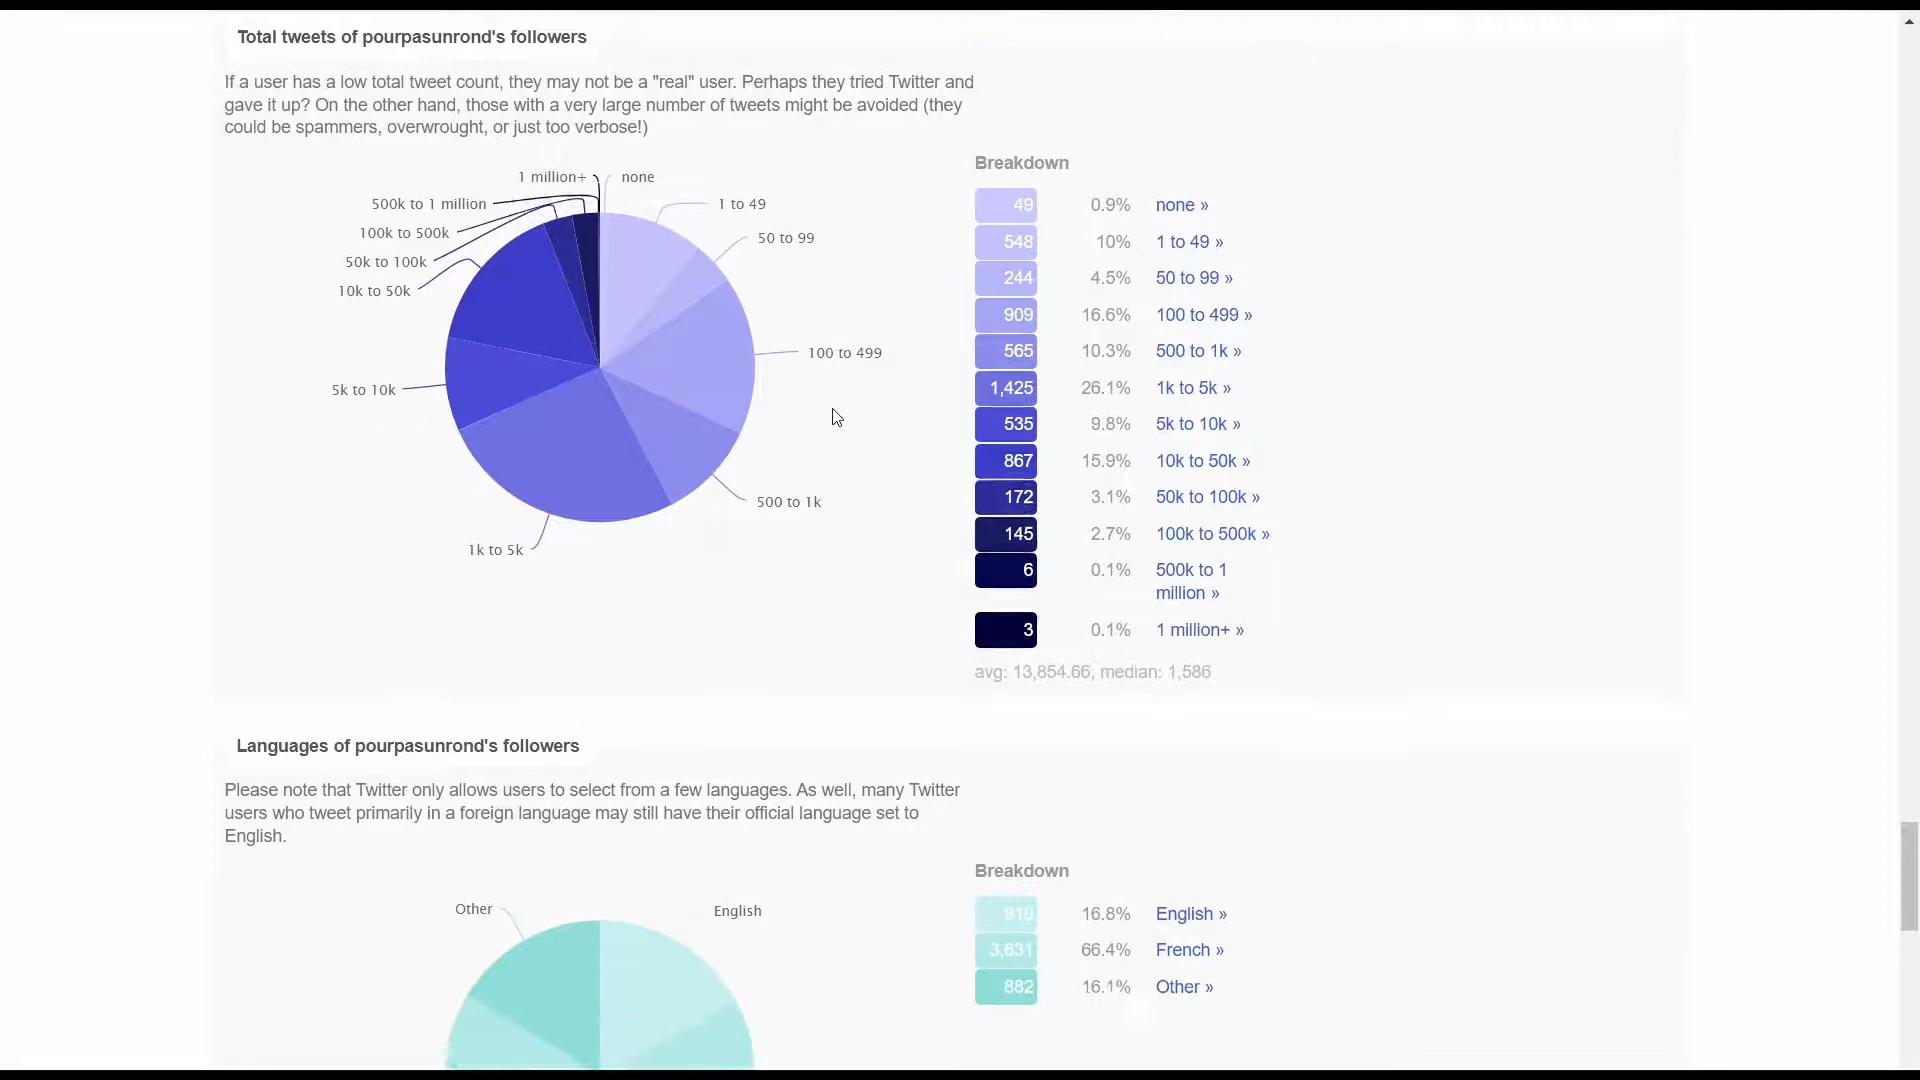 Total tweets of pourpasunrond's followers
If a user has a low total tweet count, they may not be a "real" user. Perhaps they tried Twitter and
gave it up? On the other hand, those with a very large number of tweets might be avoided (they
could be spammers, overwrought, or just too verbose!)
1 million+
none
500k to 1 million
1 to 49
100k to 500k
50 to 99
50k to 100k
10k to 50k
100 to 499
5k to 10k
500 to 1k
1k to 5k
Breakdown
49 0.9% none »
548 10% 1 to 49 »
244 4.5% 50 to 99 »
909 16.6% 100 to 499 »
565 10.3% 500 to 1k »
1,425 26.1% 1k to 5k »
535 9.8% 5k to 10k »
867 15.9% 10k to 50k »
172 3.1% 50k to 100k »
145 2.7% 100k to 500k »
6 0.1% 500k to 1
million »
3 0.1% 1 million+ »
avg: 13,854.66, median: 1,586
Languages of pourpasunrond's followers
Please note that Twitter only allows users to select from a few languages. As well, many Twitter
users who tweet primarily in a foreign language may still have their official language set to
English.
Other
English
Breakdown
919 16.8% English »
3,631 66.4% French »
882 16.1% Other »